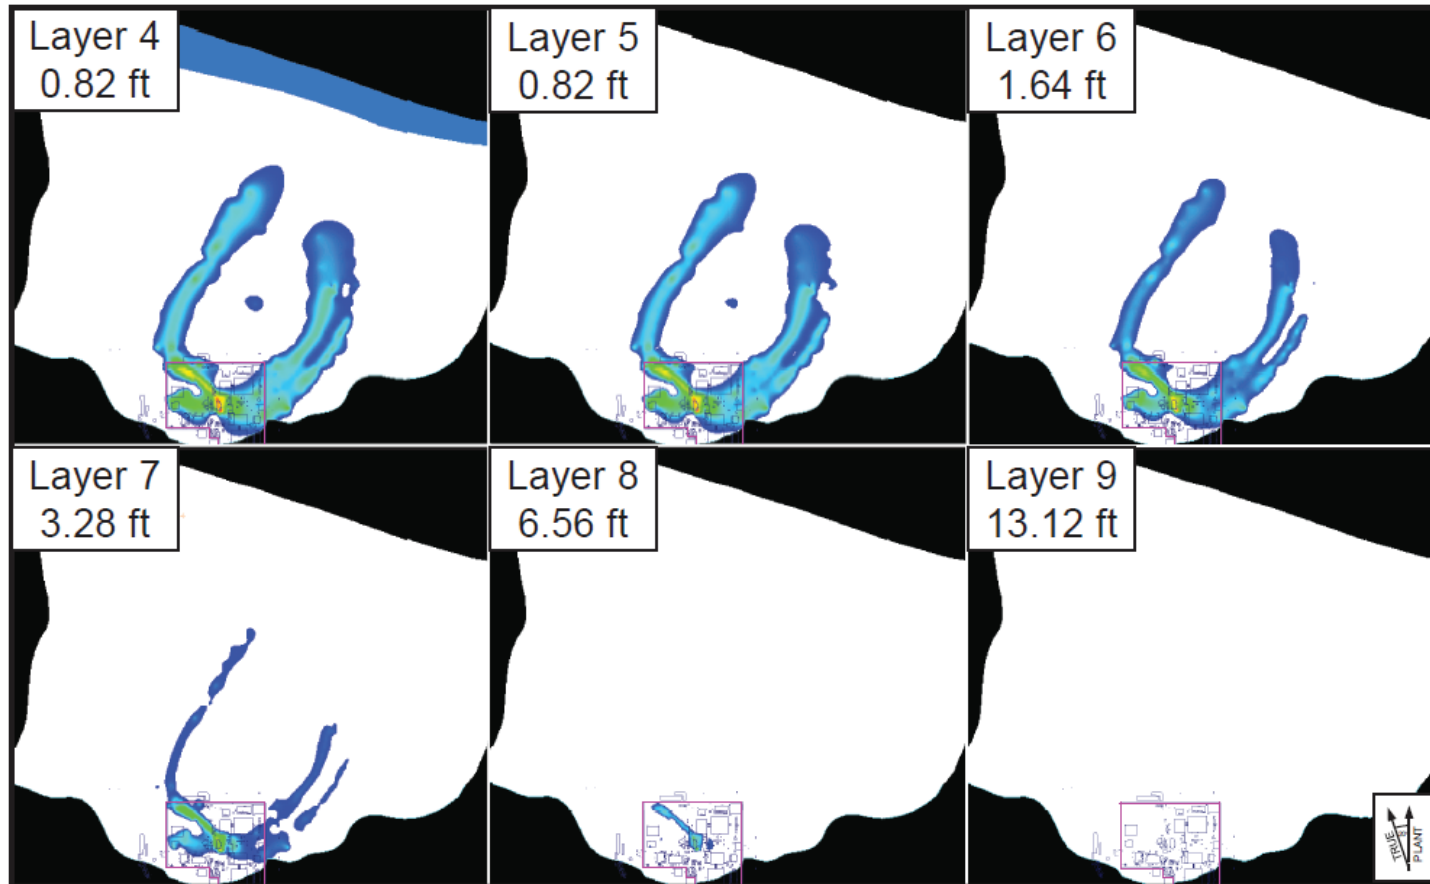 Layer 4
0.82 ft
Layer 5
0.82 ft
Layer 6
1.64 ft
Layer 7
3.28 ft
Layer 8
6.56 ft
Layer 9
13.12 ft
TRUE
PLANT